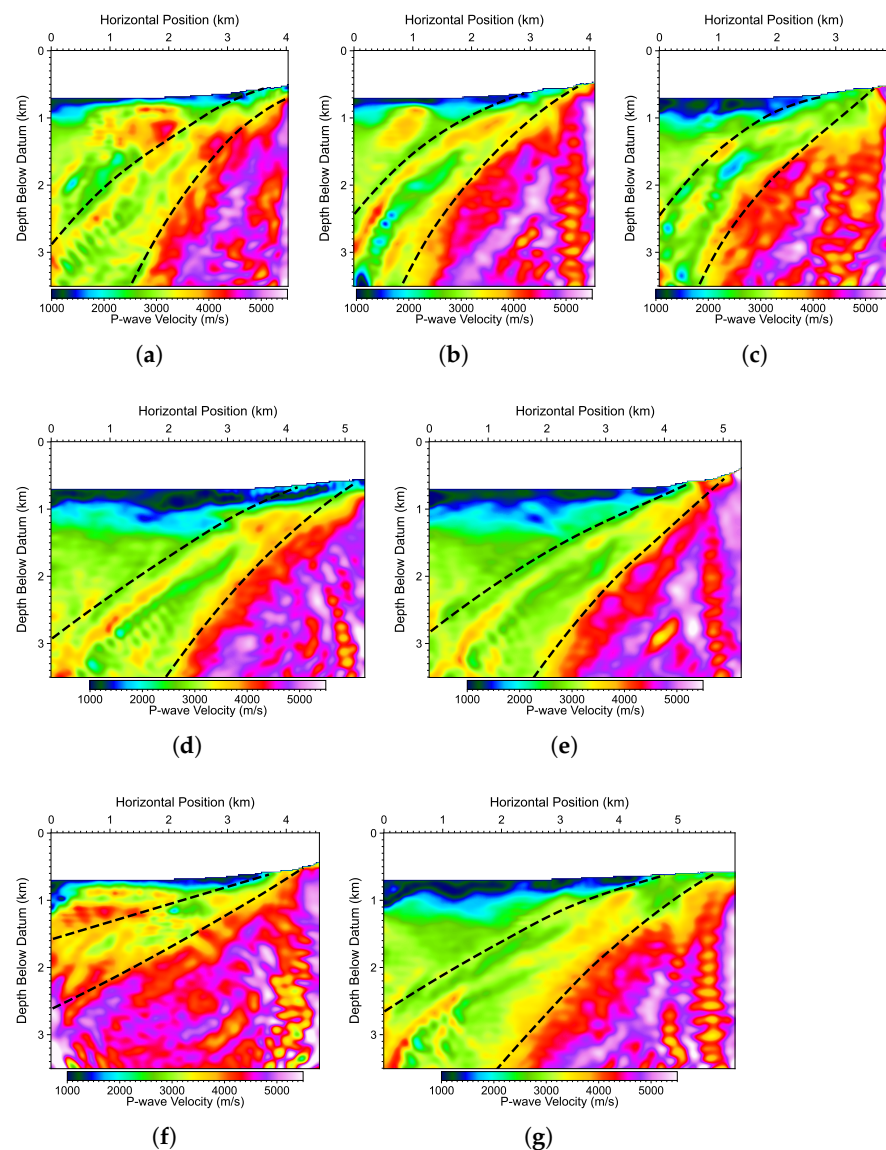 Horizontal Position (km)
0 1 2 3 4
Depth Below Datum (km)
0
1
2
3
1000 2000 3000 4000 5000
P-wave Velocity (m/s)
(a)
Horizontal Position (km)
0 1 2 3 4
Depth Below Datum (km)
0
1
2
3
1000 2000 3000 4000 5000
P-wave Velocity (m/s)
(b)
Horizontal Position (km)
0 1 2 3
Depth Below Datum (km)
0
1
2
3
1000 2000 3000 4000 5000
P-wave Velocity (m/s)
(c)
Horizontal Position (km)
0 1 2 3 4 5
Depth Below Datum (km)
0
1
2
3
1000 2000 3000 4000 5000
P-wave Velocity (m/s)
(d)
Horizontal Position (km)
0 1 2 3 4 5
Depth Below Datum (km)
0
1
2
3
1000 2000 3000 4000 5000
P-wave Velocity (m/s)
(e)
Horizontal Position (km)
0 1 2 3 4
Depth Below Datum (km)
0
1
2
3
1000 2000 3000 4000 5000
P-wave Velocity (m/s)
(f)
Horizontal Position (km)
0 1 2 3 4 5
Depth Below Datum (km)
0
1
2
3
1000 2000 3000 4000 5000
P-wave Velocity (m/s)
(g)